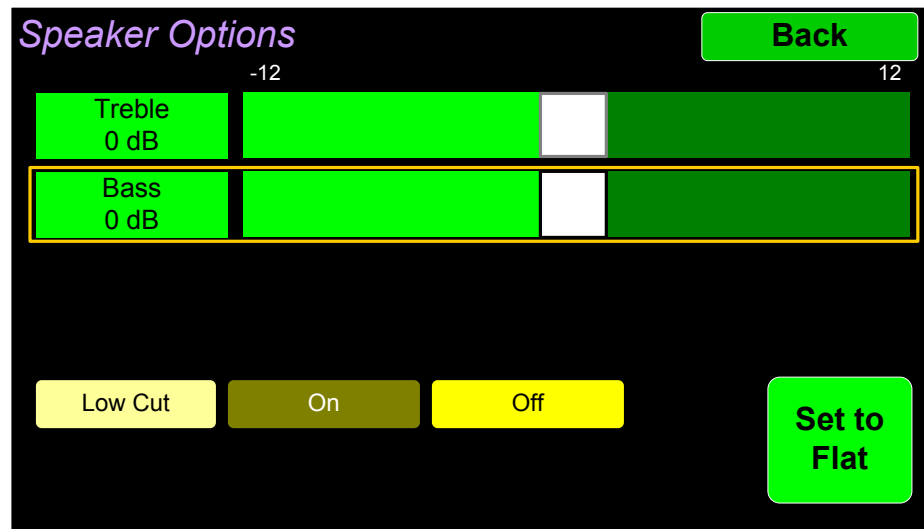 Speaker Options
Back
-12
12
Treble
0 dB
Bass
0 dB
Low Cut
On
Off
Set to
Flat